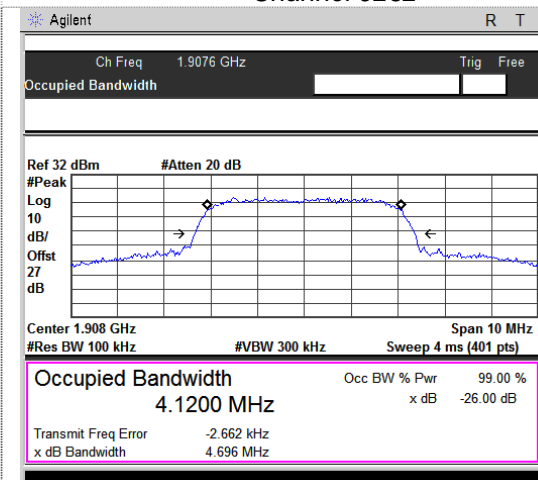 Agilent R T
Ch Freq 1.9076 GHz Trig Free
Occupied Bandwidth
Ref 32 dBm #Atten 20 dB
#Peak
Log
10
dB/
Offst
27
dB
Center 1.908 GHz Span 10 MHz
#Res BW 100 kHz #VBW 300 kHz Sweep 4 ms (401 pts)
Occupied Bandwidth Occ BW % Pwr 99.00 %
4.1200 MHz x dB -26.00 dB
Transmit Freq Error -2.662 kHz
x dB Bandwidth 4.696 MHz